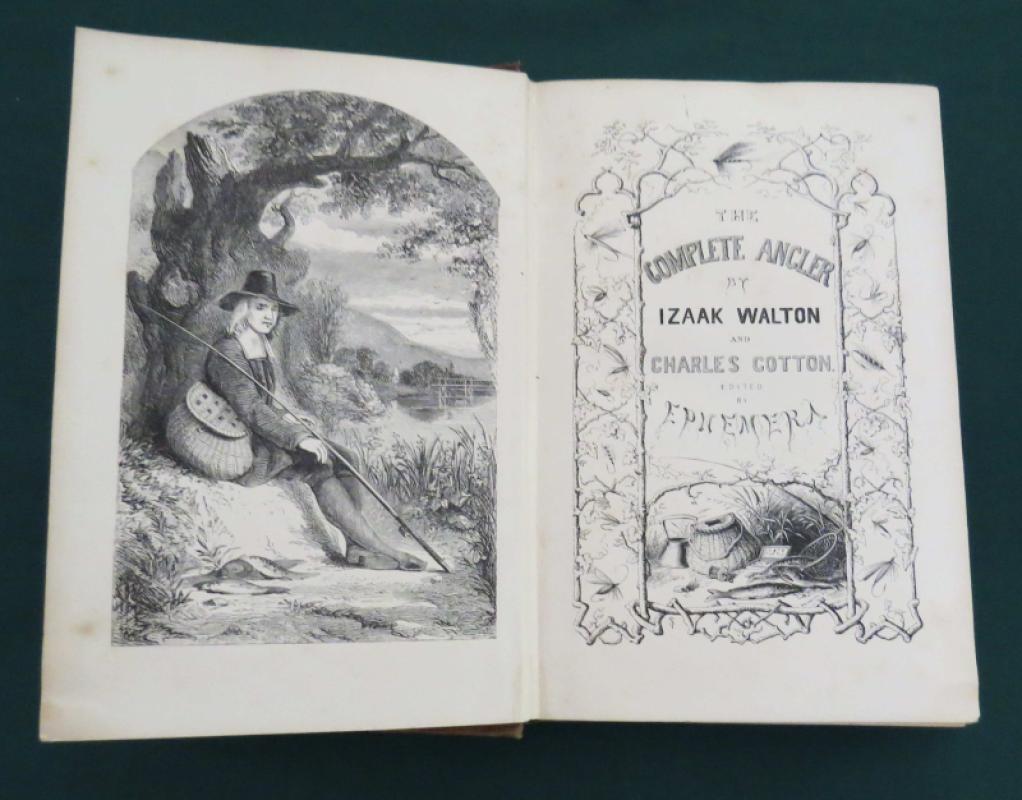 THE
COMPLETE ANGLER
BY
IZAAK WALTON
AND
CHARLES COTTON.
EDITED
BY
EPHEMERA